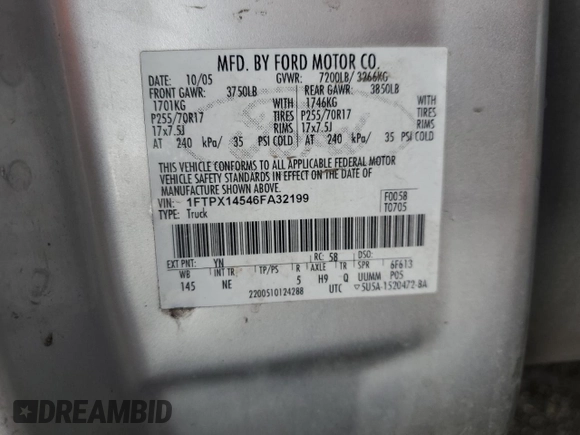 MFD. BY FORD MOTOR CO.
DATE: 10/05 GVWR: 7200LB/ 3266KG
FRONT GAWR: 3750LB REAR GAWR: 3850LB
1701KG WITH 1746KG WITH
P255/70R17 TIRES P255/70R17 TIRES
17x7.5J RIMS 17x7.5J RIMS
AT 240 kPa/ 35 PSI COLD AT 240 kPa/ 35 PSI COLD
THIS VEHICLE CONFORMS TO ALL APPLICABLE FEDERAL MOTOR
VEHICLE SAFETY STANDARDS IN EFFECT ON THE DATE OF
MANUFACTURE SHOWN ABOVE.
VIN: 1FTPX14546FA32199 F0058
TYPE: Truck T0705
EXT PNT: YN RC: 58 DSO:
WB INT TR TP/PS R AXLE TR SPR 6F613
145 NE 5 H9 Q UUMM P05
2200510124288 UTC 5U5A-1520472-BA
Ford
DREAMBID